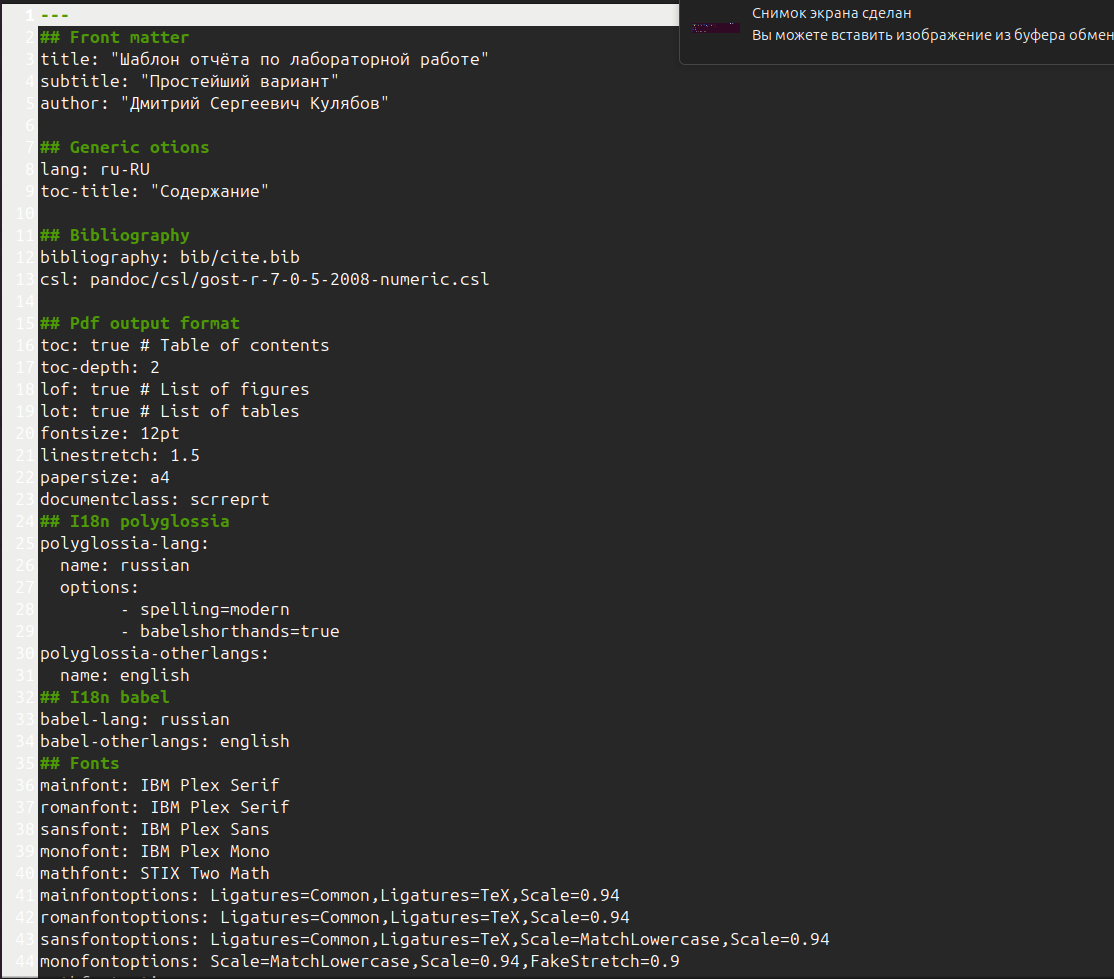 Снимок экрана сделан
Вы можете вставить изображение из буфера обмен
1 ---
2 ## Front matter
3 title: "Шаблон отчёта по лабораторной работе"
4 subtitle: "Простейший вариант"
5 author: "Дмитрий Сергеевич Кулябов"
6
7 ## Generic otions
8 lang: ru-RU
9 toc-title: "Содержание"
10
11 ## Bibliography
12 bibliography: bib/cite.bib
13 csl: pandoc/csl/gost-r-7-0-5-2008-numeric.csl
14
15 ## Pdf output format
16 toc: true # Table of contents
17 toc-depth: 2
18 lof: true # List of figures
19 lot: true # List of tables
20 fontsize: 12pt
21 linestretch: 1.5
22 papersize: a4
23 documentclass: scrreprt
24 ## I18n polyglossia
25 polyglossia-lang:
26   name: russian
27   options:
28         - spelling=modern
29         - babelshorthands=true
30 polyglossia-otherlangs:
31   name: english
32 ## I18n babel
33 babel-lang: russian
34 babel-otherlangs: english
35 ## Fonts
36 mainfont: IBM Plex Serif
37 romanfont: IBM Plex Serif
38 sansfont: IBM Plex Sans
39 monofont: IBM Plex Mono
40 mathfont: STIX Two Math
41 mainfontoptions: Ligatures=Common,Ligatures=TeX,Scale=0.94
42 romanfontoptions: Ligatures=Common,Ligatures=TeX,Scale=0.94
43 sansfontoptions: Ligatures=Common,Ligatures=TeX,Scale=MatchLowercase,Scale=0.94
44 monofontoptions: Scale=MatchLowercase,Scale=0.94,FakeStretch=0.9